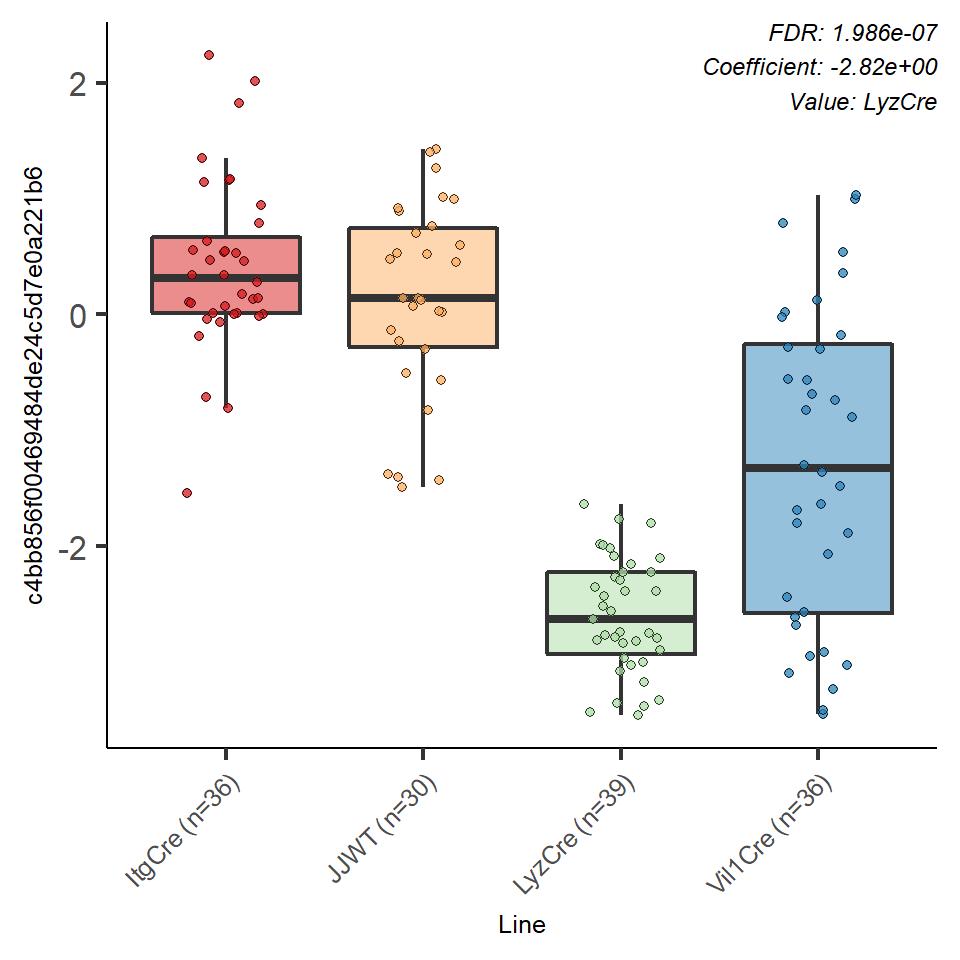 FDR: 1.986e-07
Coefficient: -2.82e+00
Value: LyzCre
c4bb856f00469484de24c5d7e0a221b6
2
0
-2
ItgCre (n=36)
JJWT (n=30)
LyzCre (n=39)
Vil1Cre (n=36)
Line